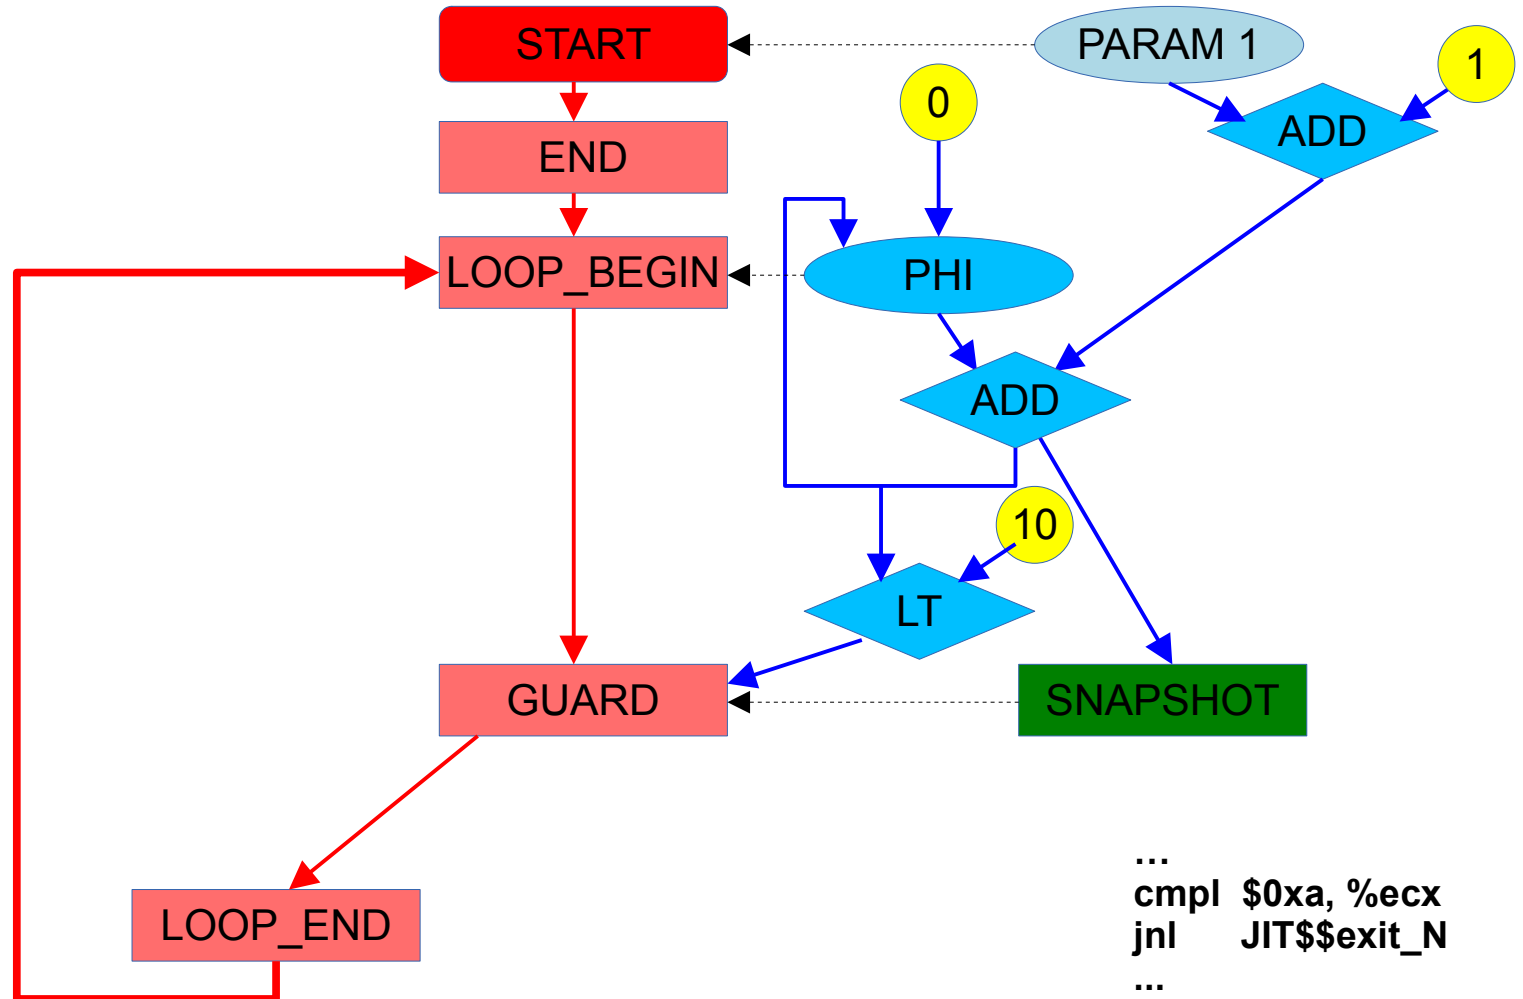 START
PARAM 1
1
0
ADD
END
LOOP_BEGIN
PHI
ADD
10
LT
GUARD
SNAPSHOT
LOOP_END
…
cmpl $0xa, %ecx
jnl JIT$$exit_N
...